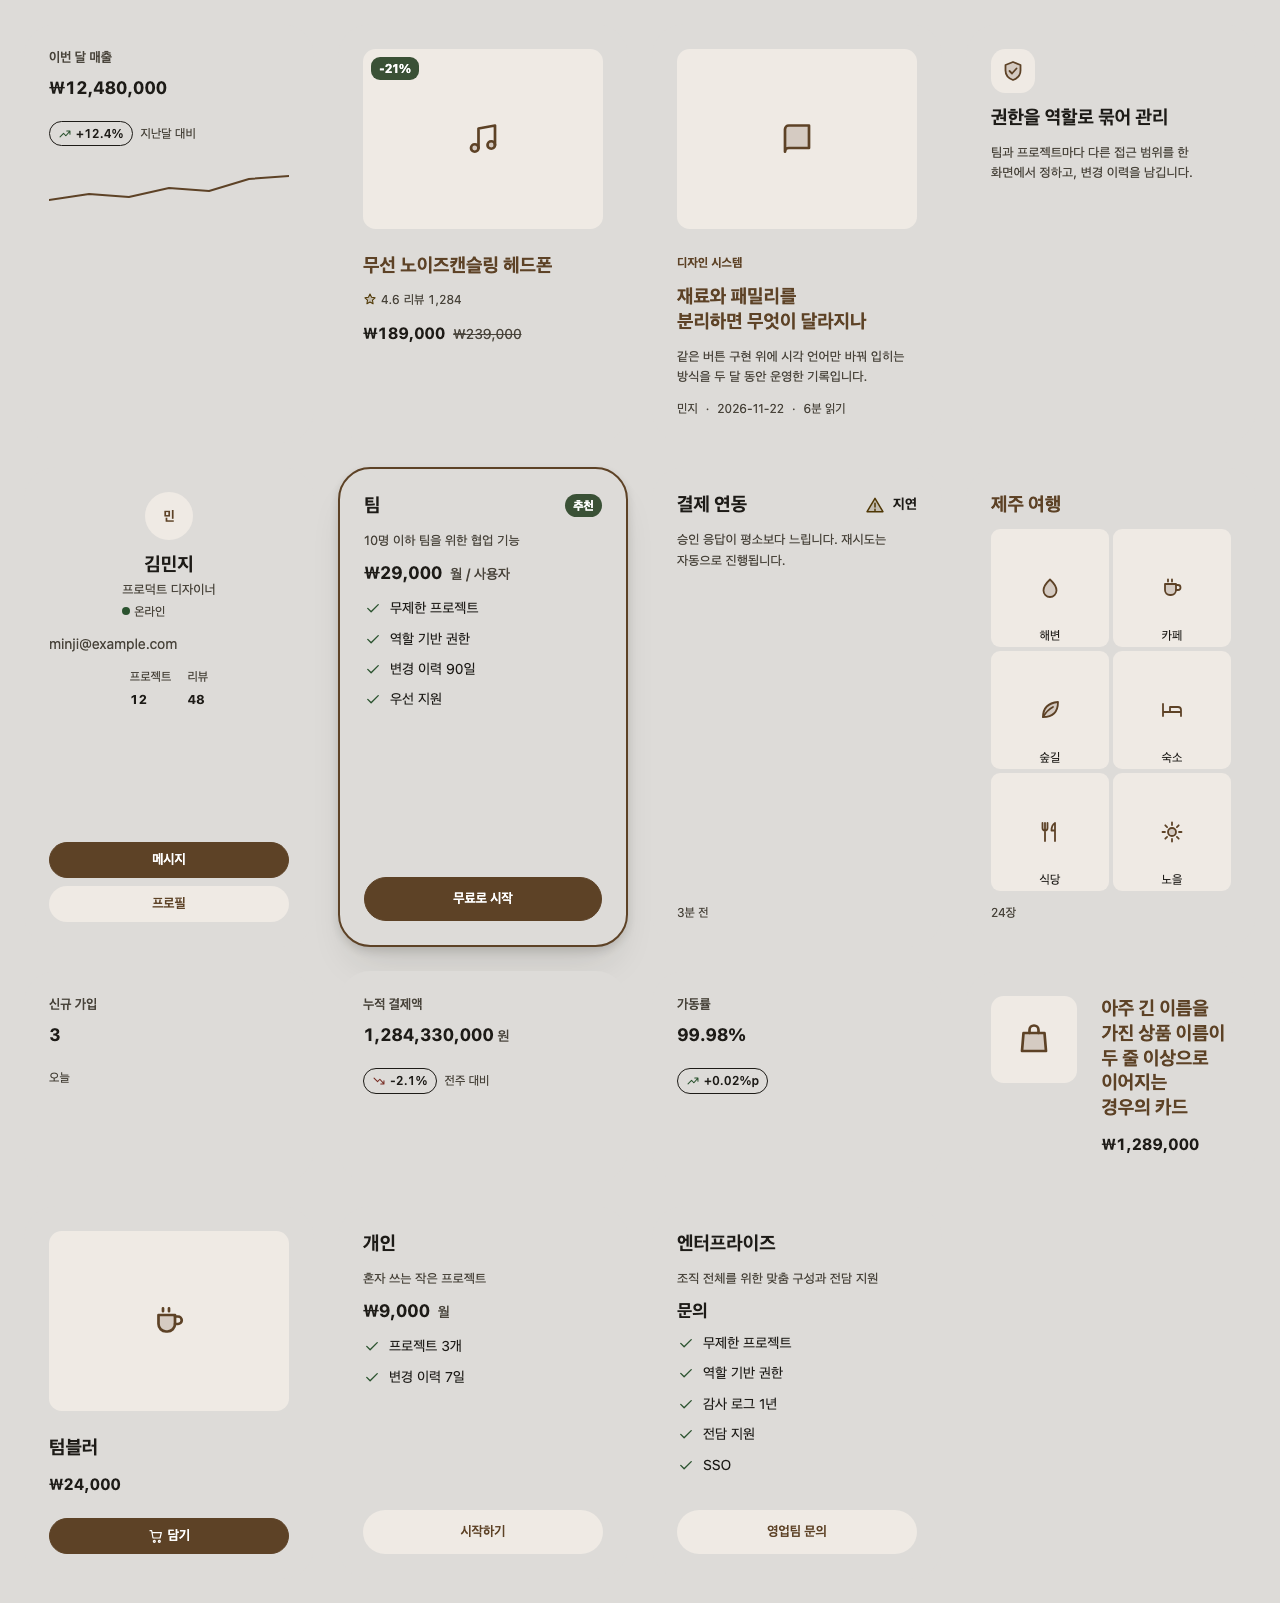 이번 달 매출
₩12,480,000
+12.4% 지난달 대비
-21%
무선 노이즈캔슬링 헤드폰
4.6 리뷰 1,284
₩189,000 ₩239,000
디자인 시스템
재료와 패밀리를
분리하면 무엇이 달라지나
같은 버튼 구현 위에 시각 언어만 바꿔 입히는
방식을 두 달 동안 운영한 기록입니다.
민지 · 2026-11-22 · 6분 읽기
권한을 역할로 묶어 관리
팀과 프로젝트마다 다른 접근 범위를 한
화면에서 정하고, 변경 이력을 남깁니다.
민
김민지
프로덕트 디자이너
온라인
minji@example.com
프로젝트 리뷰
12 48
메시지
프로필
팀 추천
10명 이하 팀을 위한 협업 기능
₩29,000 월 / 사용자
무제한 프로젝트
역할 기반 권한
변경 이력 90일
우선 지원
무료로 시작
결제 연동 지연
승인 응답이 평소보다 느립니다. 재시도는
자동으로 진행됩니다.
3분 전
제주 여행
해변 카페
숲길 숙소
식당 노을
24장
신규 가입
3
오늘
누적 결제액
1,284,330,000 원
-2.1% 전주 대비
가동률
99.98%
+0.02%p
아주 긴 이름을
가진 상품 이름이
두 줄 이상으로
이어지는
경우의 카드
₩1,289,000
텀블러
₩24,000
담기
개인
혼자 쓰는 작은 프로젝트
₩9,000 월
프로젝트 3개
변경 이력 7일
시작하기
엔터프라이즈
조직 전체를 위한 맞춤 구성과 전담 지원
문의
무제한 프로젝트
역할 기반 권한
감사 로그 1년
전담 지원
SSO
영업팀 문의